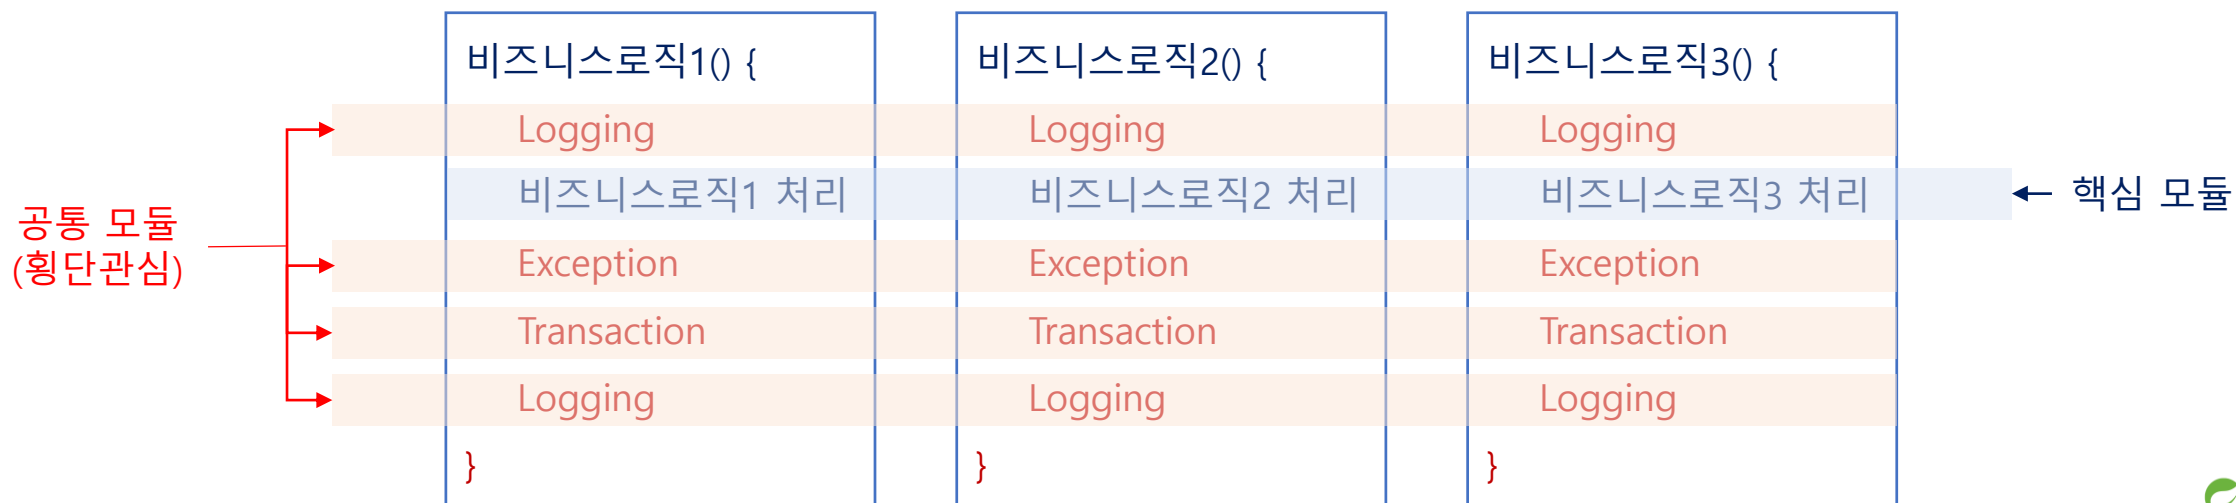 비즈니스로직1() {
비즈니스로직2() {
비즈니스로직3() {
Logging
Logging
Logging
비즈니스로직1 처리
비즈니스로직2 처리
비즈니스로직3 처리
핵심 모듈
공통 모듈
(횡단관심)
Exception
Exception
Exception
Transaction
Transaction
Transaction
Logging
Logging
Logging
}
}
}